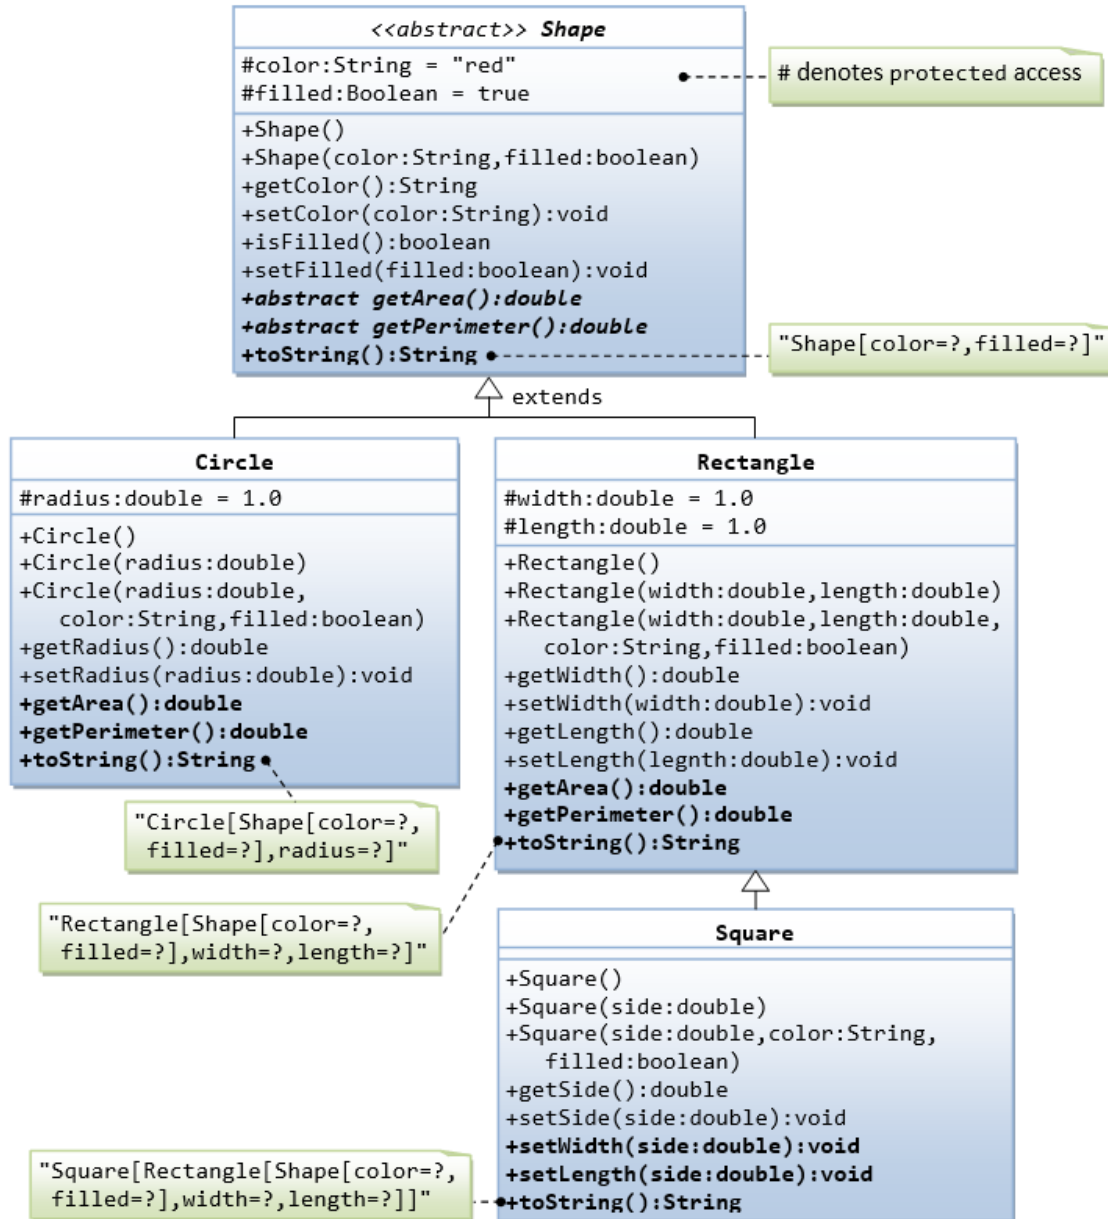 <<abstract>> Shape
#color:String = "red"
#filled:Boolean = true
# denotes protected access
+Shape()
+Shape(color:String,filled:boolean)
+getColor():String
+setColor(color:String):void
+isFilled():boolean
+setFilled(filled:boolean):void
+abstract getArea():double
+abstract getPerimeter():double
+toString():String
"Shape[color=?,filled=?]"
extends
Circle
#radius:double = 1.0
+Circle()
+Circle(radius:double)
+Circle(radius:double,
color:String,filled:boolean)
+getRadius():double
+setRadius(radius:double):void
+getArea():double
+getPerimeter():double
+toString():String
"Circle[Shape[color=?,
filled=?],radius=?]"
Rectangle
#width:double = 1.0
#length:double = 1.0
+Rectangle()
+Rectangle(width:double,length:double)
+Rectangle(width:double,length:double,
color:String,filled:boolean)
+getWidth():double
+setWidth(width:double):void
+getLength():double
+setLength(legnth:double):void
+getArea():double
+getPerimeter():double
+toString():String
"Rectangle[Shape[color=?,
filled=?],width=?,length=?]"
Square
+Square()
+Square(side:double)
+Square(side:double,color:String,
filled:boolean)
+getSide():double
+setSide(side:double):void
+setWidth(side:double):void
+setLength(side:double):void
+toString():String
"Square[Rectangle[Shape[color=?,
filled=?],width=?,length=?]]"